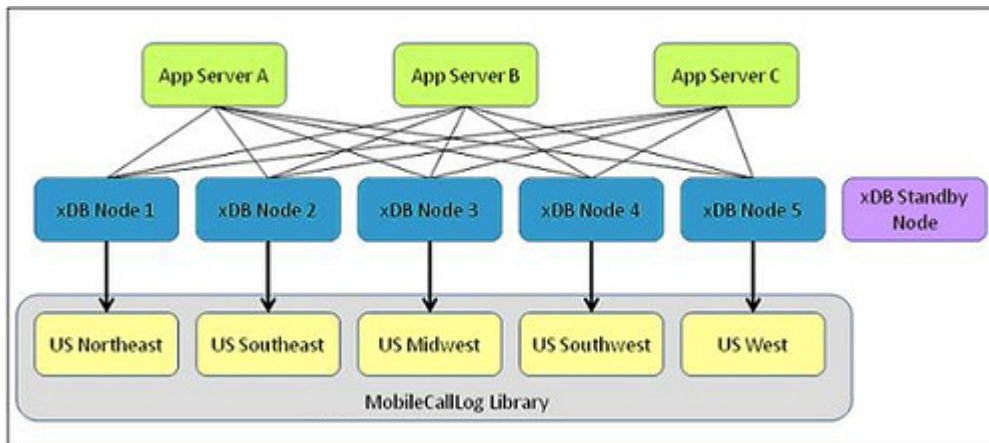 App Server A
App Server B
App Server C
xDB Node 1
xDB Node 2
xDB Node 3
xDB Node 4
xDB Node 5
xDB Standby
Node
US Northeast
US Southeast
US Midwest
US Southwest
US West
MobileCallLog Library